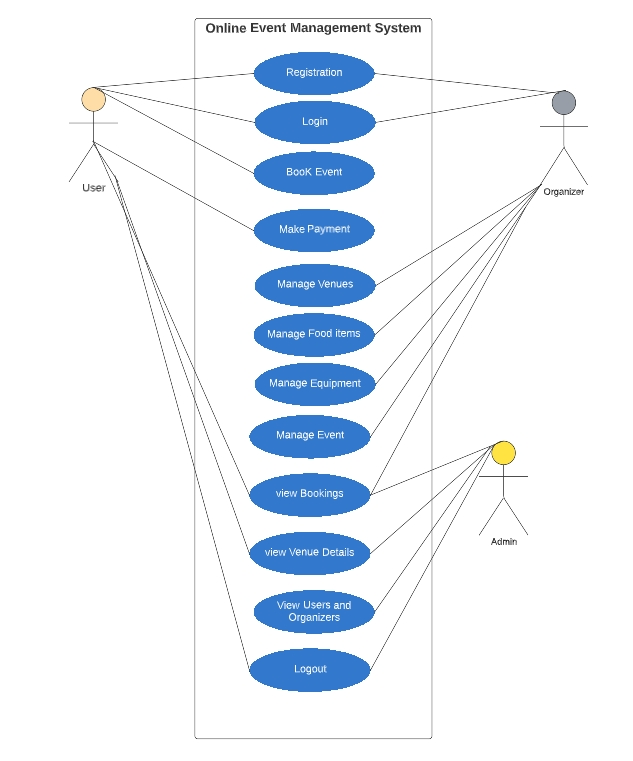 Online Event Management System
Registration
Login
BooK Event
Make Payment
Manage Venues
Manage Food items
Manage Equipment
Manage Event
view Bookings
view Venue Details
View Users and
Organizers
Logout
User
Organizer
Admin